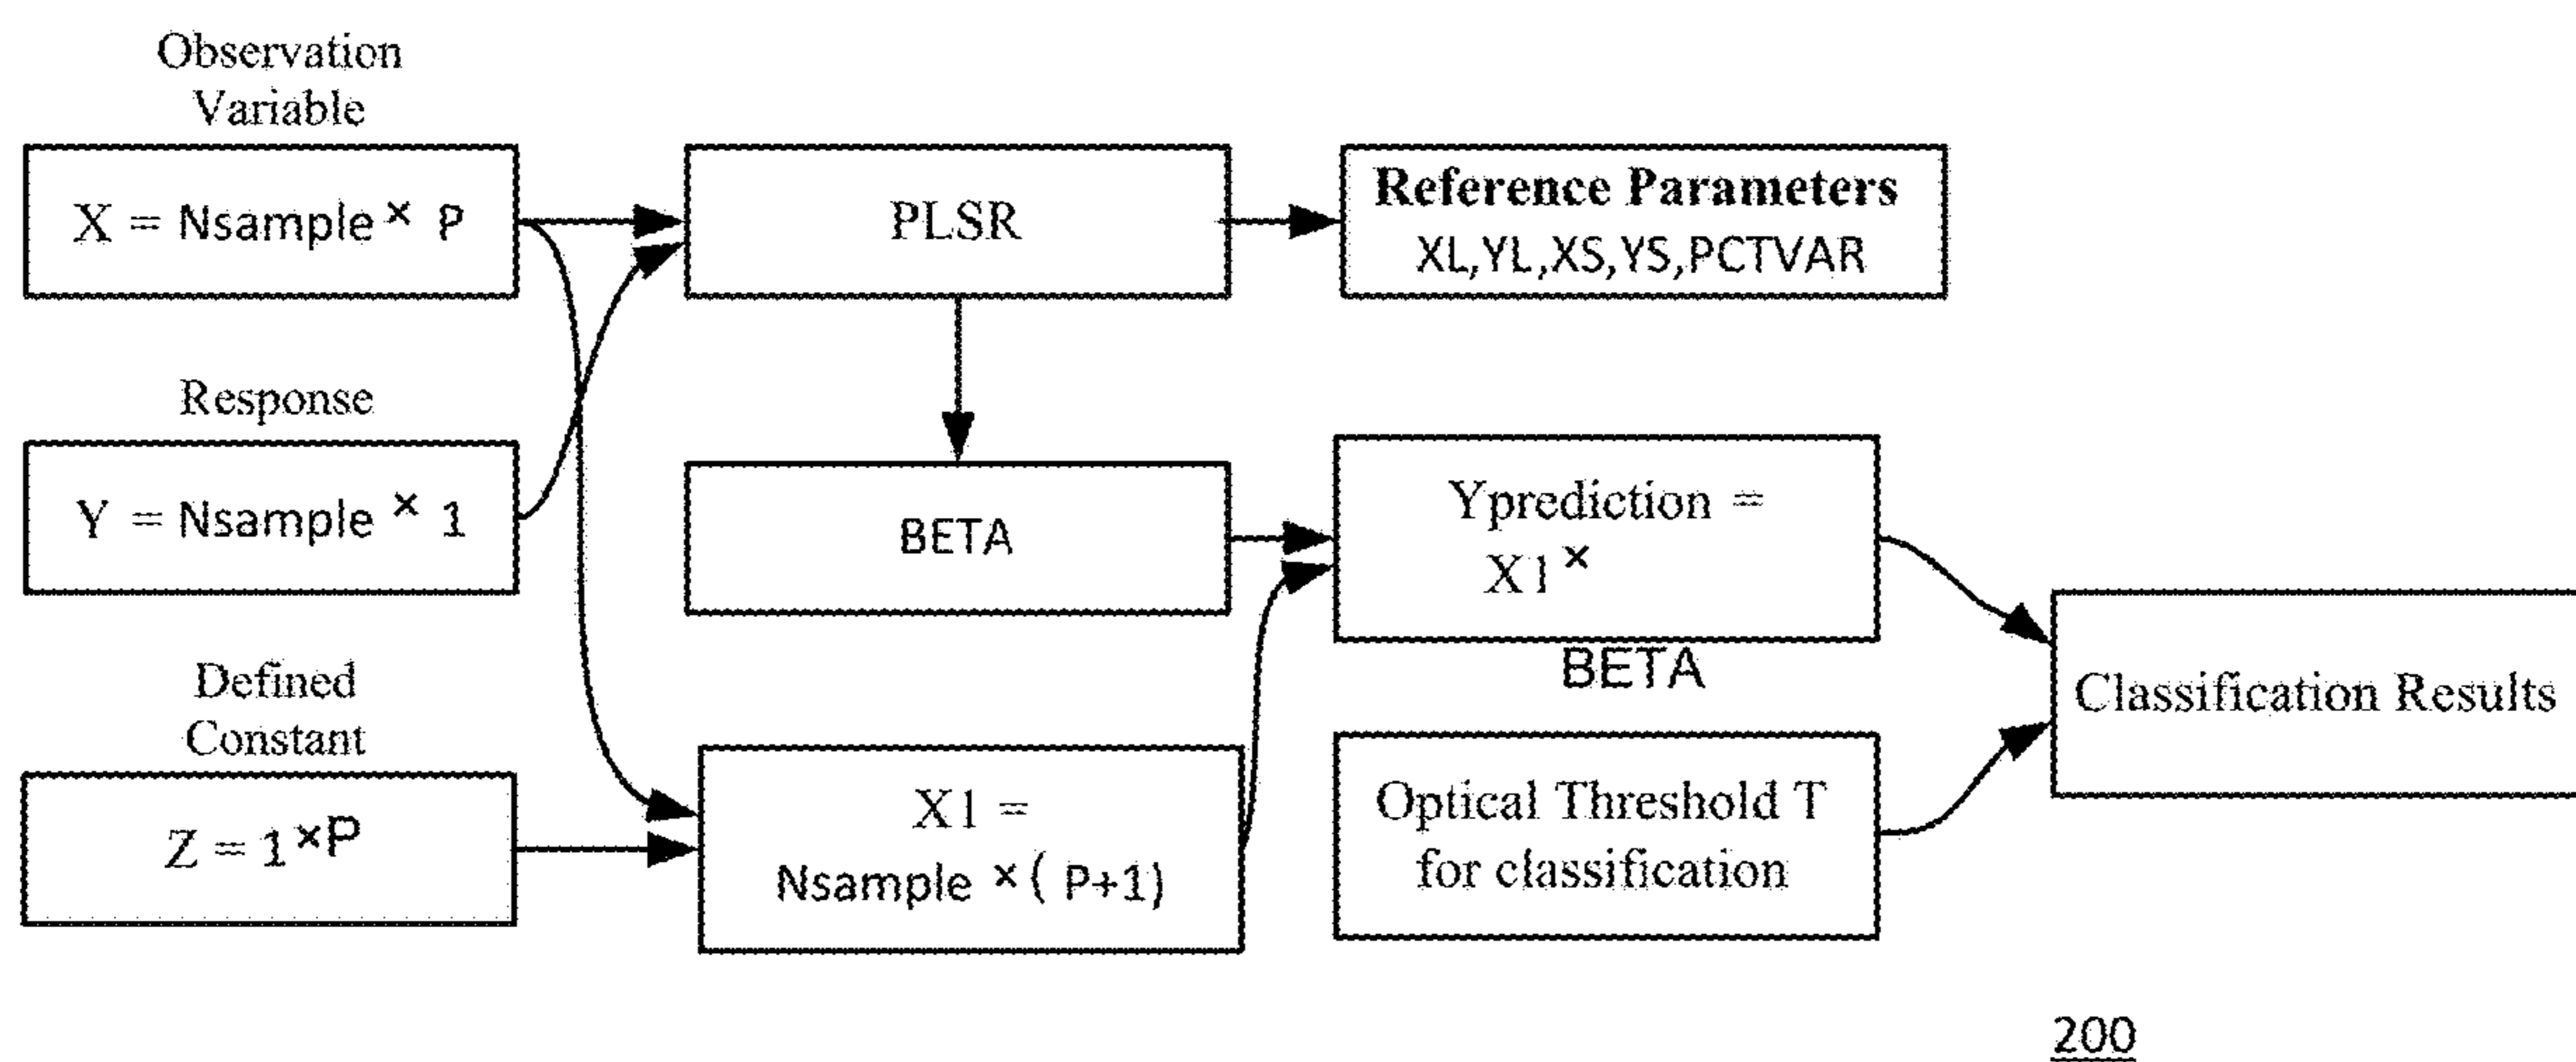 Observation
Variable
X = Nsample × P
PLSR
Reference Parameters
XL,YL,XS,YS,PCTVAR
Response
Y = Nsample × 1
BETA
Yprediction =
X1 ×
BETA
Defined
Constant
Z = 1 × P
X1 =
Nsample × ( P+1)
Optical Threshold T
for classification
Classification Results
200